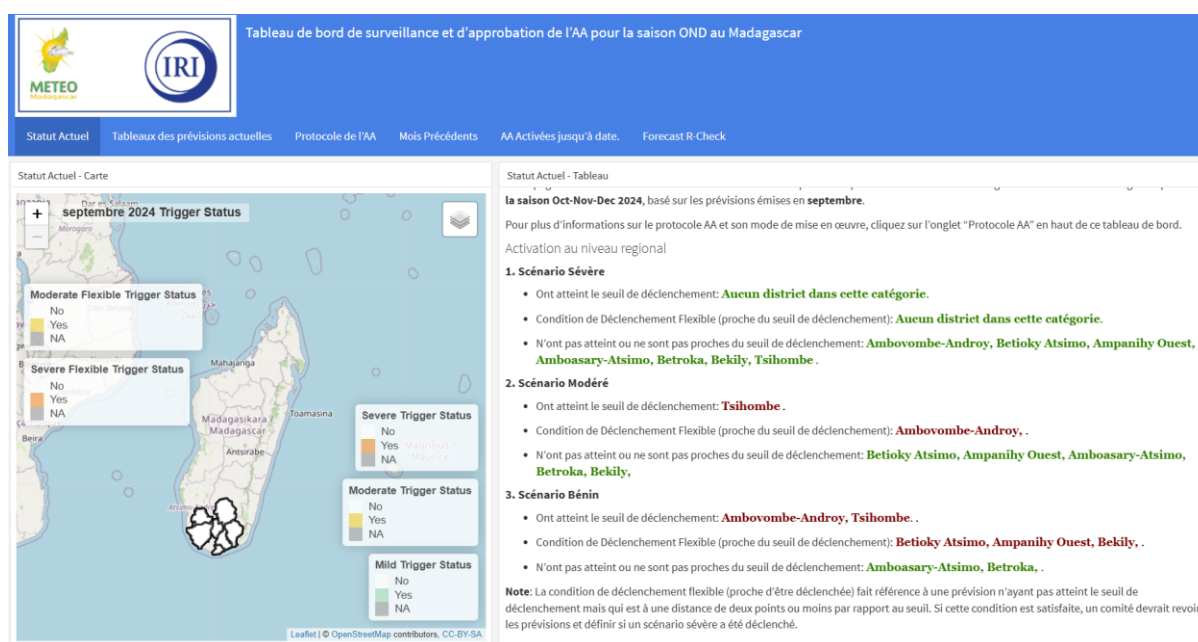 METEO
Madagascar
IRI
Tableau de bord de surveillance et d'approbation de l'AA pour la saison OND au Madagascar
Statut Actuel
Tableaux des prévisions actuelles
Protocole de l'AA
Mois Précédents
AA Activées jusqu'à date.
Forecast R-Check
Statut Actuel - Carte
+
septembre 2024 Trigger Status
−
Morogoro
Moderate Flexible Trigger Status
No
Yes
NA
Severe Flexible Trigger Status
No
Yes
NA
Mahajanga
Toamasina
Madagasikara
Madagascar
Antsirabe
Beira
Severe Trigger Status
No
Yes
NA
Moderate Trigger Status
No
Yes
NA
Mild Trigger Status
No
Yes
NA
Leaflet | © OpenStreetMap contributors, CC-BY-SA
Statut Actuel - Tableau
la saison Oct-Nov-Dec 2024, basé sur les prévisions émises en septembre.
Pour plus d'informations sur le protocole AA et son mode de mise en œuvre, cliquez sur l'onglet "Protocole AA" en haut de ce tableau de bord.
Activation au niveau regional
1. Scénario Sévère
• Ont atteint le seuil de déclenchement: Aucun district dans cette catégorie.
• Condition de Déclenchement Flexible (proche du seuil de déclenchement): Aucun district dans cette catégorie.
• N'ont pas atteint ou ne sont pas proches du seuil de déclenchement: Ambovombe-Androy, Betioky Atsimo, Ampanihy Ouest,
Amboasary-Atsimo, Betroka, Bekily, Tsihombe .
2. Scénario Modéré
• Ont atteint le seuil de déclenchement: Tsihombe .
• Condition de Déclenchement Flexible (proche du seuil de déclenchement): Ambovombe-Androy, .
• N'ont pas atteint ou ne sont pas proches du seuil de déclenchement: Betioky Atsimo, Ampanihy Ouest, Amboasary-Atsimo,
Betroka, Bekily,
3. Scénario Bénin
• Ont atteint le seuil de déclenchement: Ambovombe-Androy, Tsihombe. .
• Condition de Déclenchement Flexible (proche du seuil de déclenchement): Betioky Atsimo, Ampanihy Ouest, Bekily, .
• N'ont pas atteint ou ne sont pas proches du seuil de déclenchement: Amboasary-Atsimo, Betroka, .
Note: La condition de déclenchement flexible (proche d'être déclenchée) fait référence à une prévision n'ayant pas atteint le seuil de
déclenchement mais qui est à une distance de deux points ou moins par rapport au seuil. Si cette condition est satisfaite, un comité devrait revoir
les prévisions et définir si un scénario sévère a été déclenché.